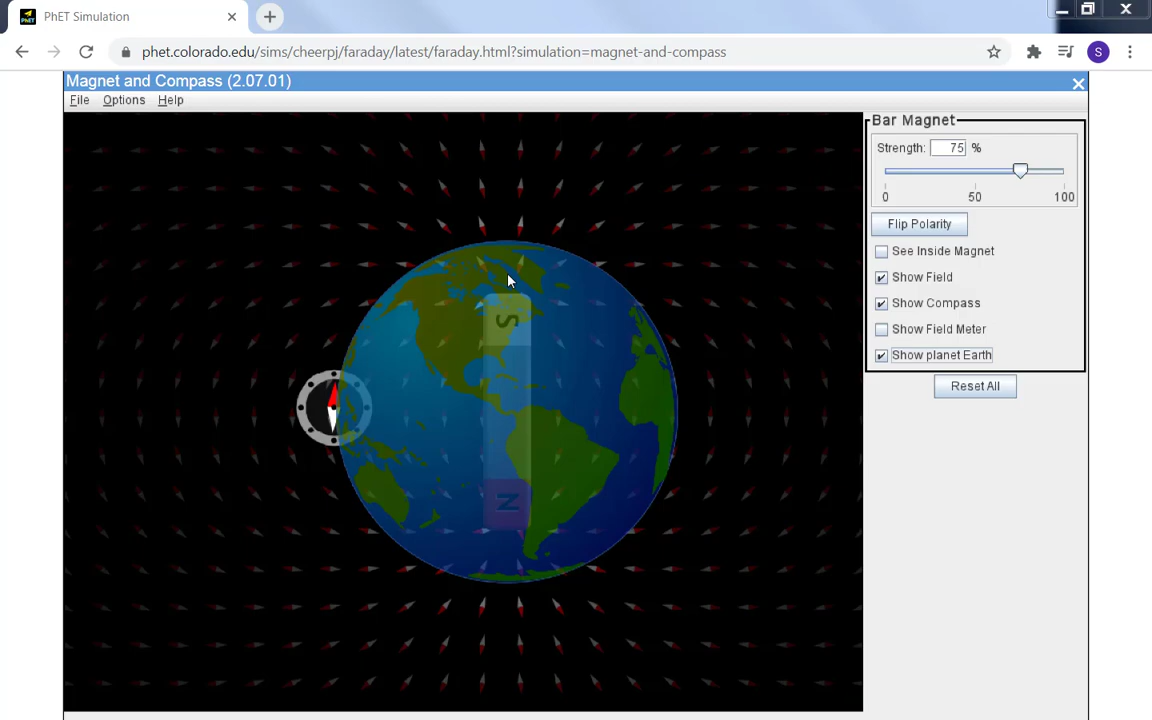 PhET Simulation
phet.colorado.edu/sims/cheerpj/faraday/latest/faraday.html?simulation=magnet-and-compass
S
Magnet and Compass (2.07.01)
File Options Help
Bar Magnet
Strength: 75 %
0 50 100
Flip Polarity
See Inside Magnet
Show Field
Show Compass
Show Field Meter
Show planet Earth
Reset All
S
N